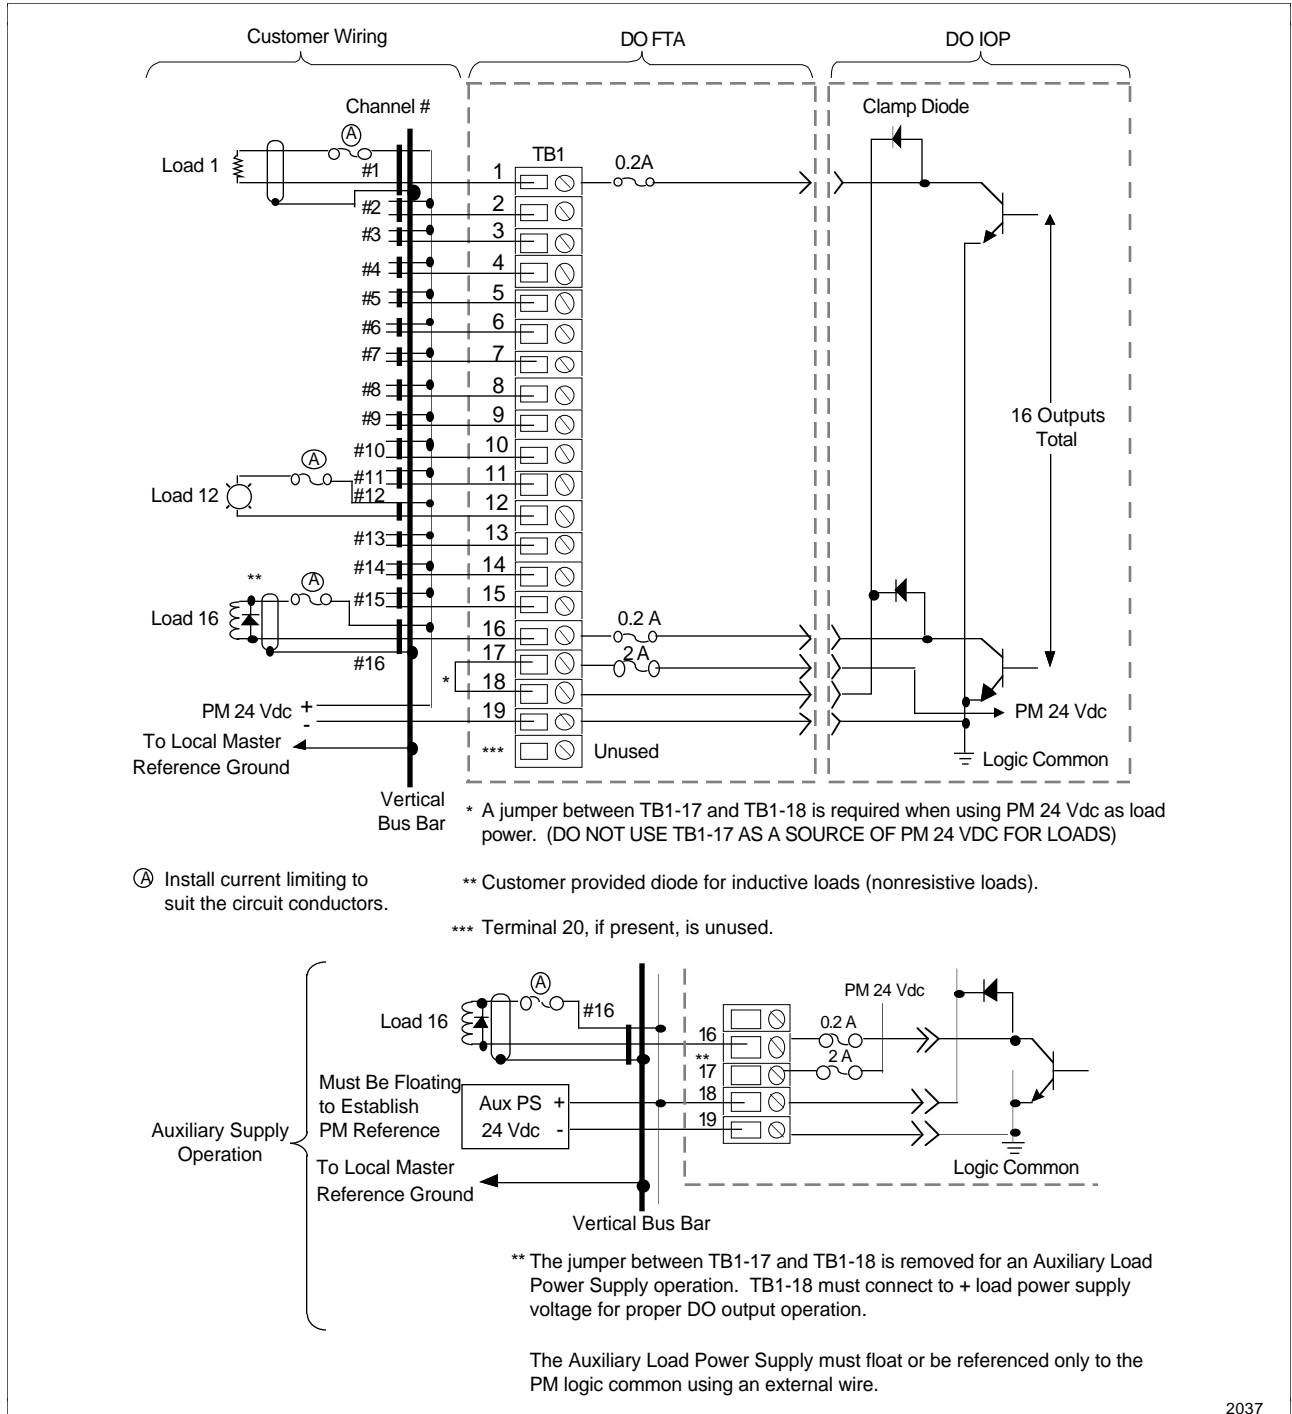 Customer Wiring
DO FTA
DO IOP
Channel #
Clamp Diode
A
Load 1
#1
TB1
1
0.2A
#2
2
#3
3
#4
4
#5
5
#6
6
#7
7
#8
8
#9
9
16 Outputs
Total
#10
10
A
#11
11
Load 12
#12
12
#13
13
#14
14
**
A
#15
15
Load 16
16
0.2 A
#16
17
2 A
*
18
PM 24 Vdc +
-
19
PM 24 Vdc
To Local Master
Reference Ground
***
Unused
Logic Common
Vertical
Bus Bar
* A jumper between TB1-17 and TB1-18 is required when using PM 24 Vdc as load
power. (DO NOT USE TB1-17 AS A SOURCE OF PM 24 VDC FOR LOADS)
A Install current limiting to
suit the circuit conductors.
** Customer provided diode for inductive loads (nonresistive loads).
*** Terminal 20, if present, is unused.
A
PM 24 Vdc
Load 16
#16
16
0.2 A
**
17
2 A
Must Be Floating
to Establish
PM Reference
Aux PS +
24 Vdc -
18
19
Auxiliary Supply
Operation
To Local Master
Reference Ground
Logic Common
Vertical Bus Bar
** The jumper between TB1-17 and TB1-18 is removed for an Auxiliary Load
Power Supply operation. TB1-18 must connect to + load power supply
voltage for proper DO output operation.
The Auxiliary Load Power Supply must float or be referenced only to the
PM logic common using an external wire.
2037